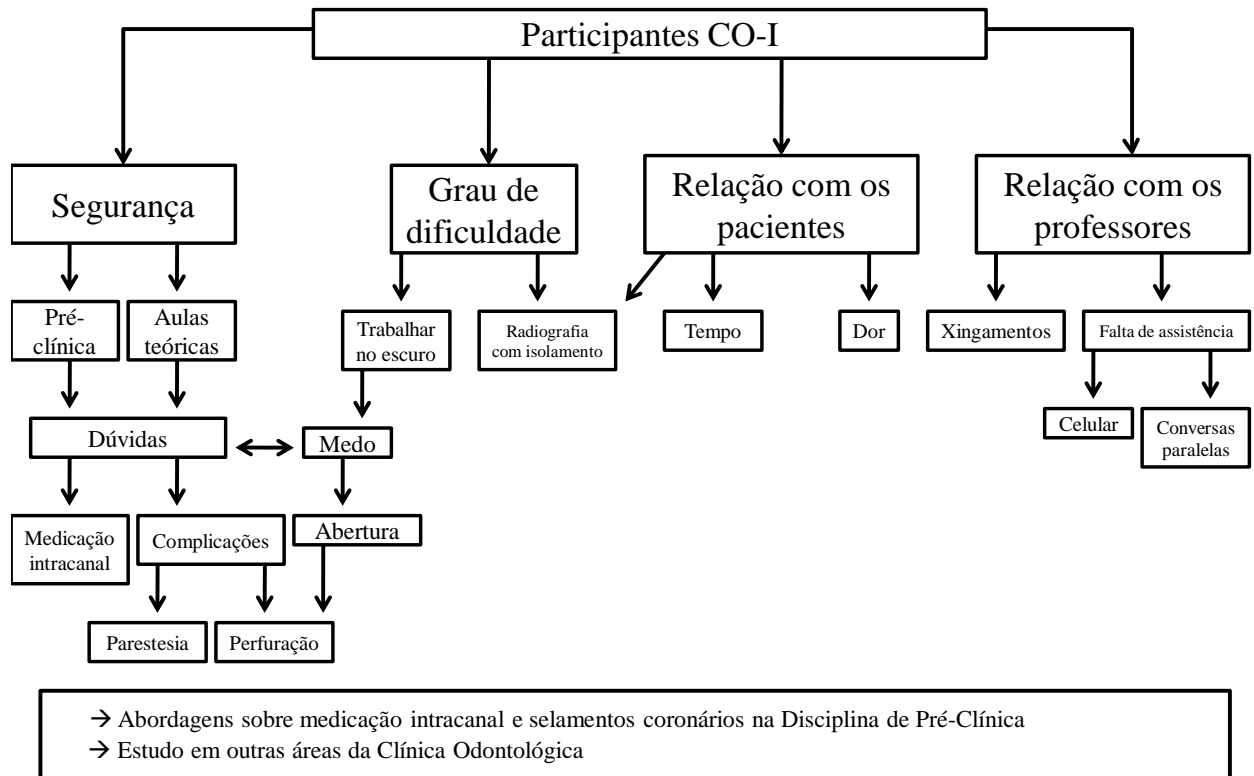 Participantes CO-I
Segurança
Grau de
dificuldade
Relação com os
pacientes
Relação com os
professores
Pré-
clínica
Aulas
teóricas
Trabalhar
no escuro
Radiografia
com isolamento
Tempo
Dor
Xingamentos
Falta de assistência
Dúvidas
Medo
Celular
Conversas
paralelas
Medicação
intracanal
Complicações
Abertura
Parestesia
Perfuração
→ Abordagens sobre medicação intracanal e selamentos coronários na Disciplina de Pré-Clínica
→ Estudo em outras áreas da Clínica Odontológica